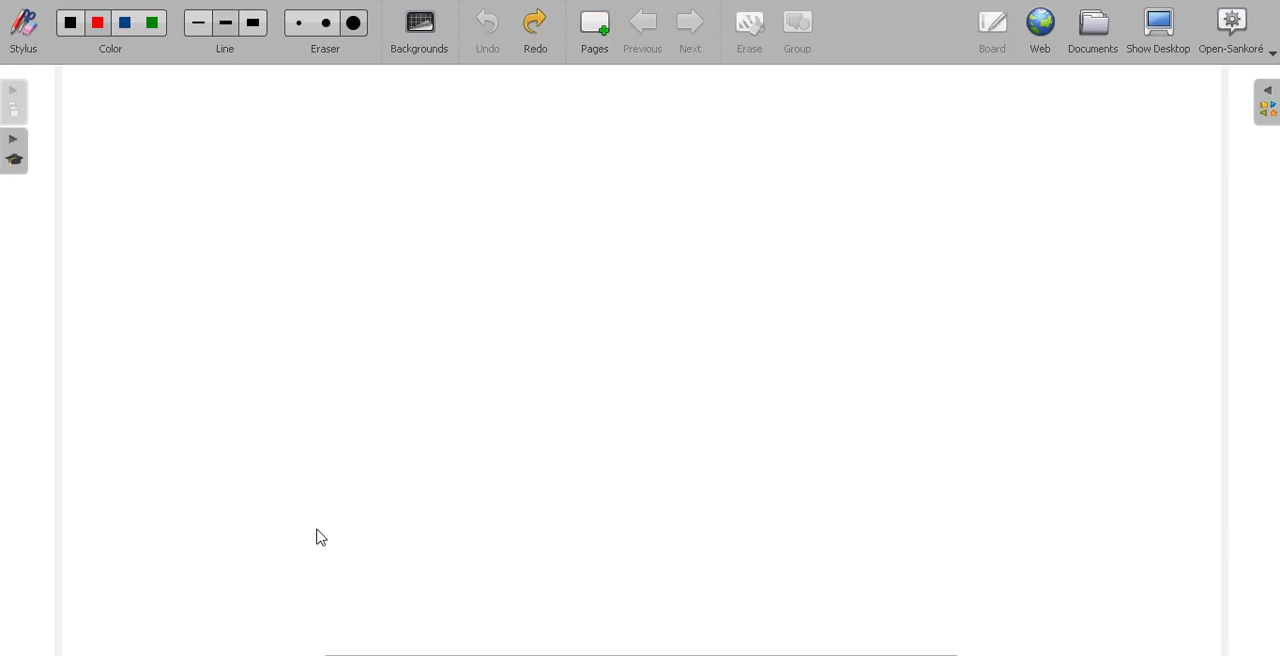 Stylus Color Line Eraser Backgrounds Undo Redo Pages Previous Next Erase Group Board Web Documents Show Desktop Open-Sankoré